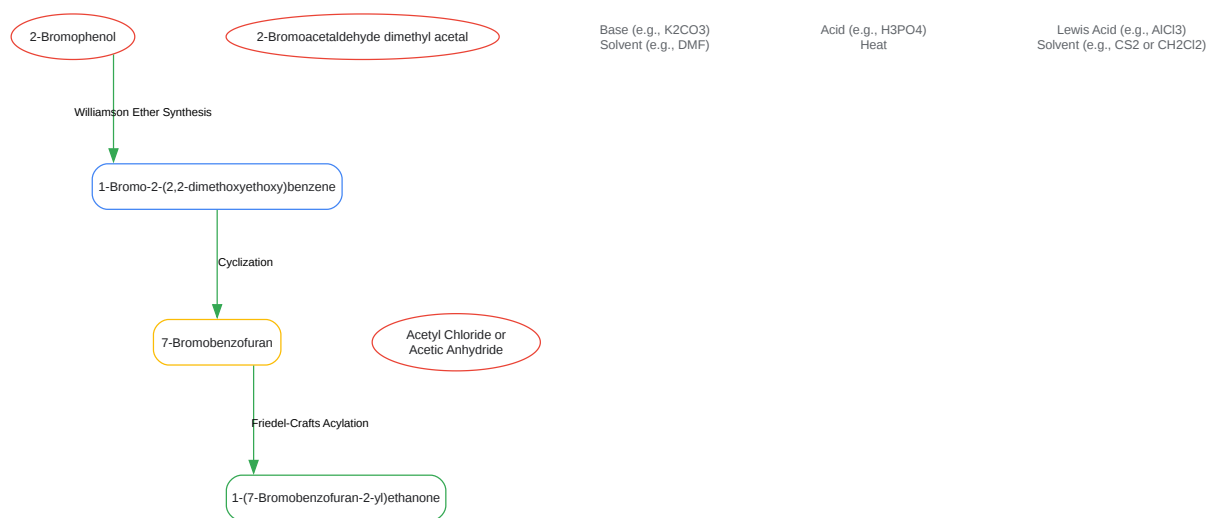 2-Bromophenol
2-Bromoacetaldehyde dimethyl acetal
Base (e.g., K2CO3)
Solvent (e.g., DMF)
Acid (e.g., H3PO4)
Heat
Lewis Acid (e.g., AlCl3)
Solvent (e.g., CS2 or CH2Cl2)
Williamson Ether Synthesis
1-Bromo-2-(2,2-dimethoxyethoxy)benzene
Cyclization
7-Bromobenzofuran
Acetyl Chloride or
Acetic Anhydride
Friedel-Crafts Acylation
1-(7-Bromobenzofuran-2-yl)ethanone